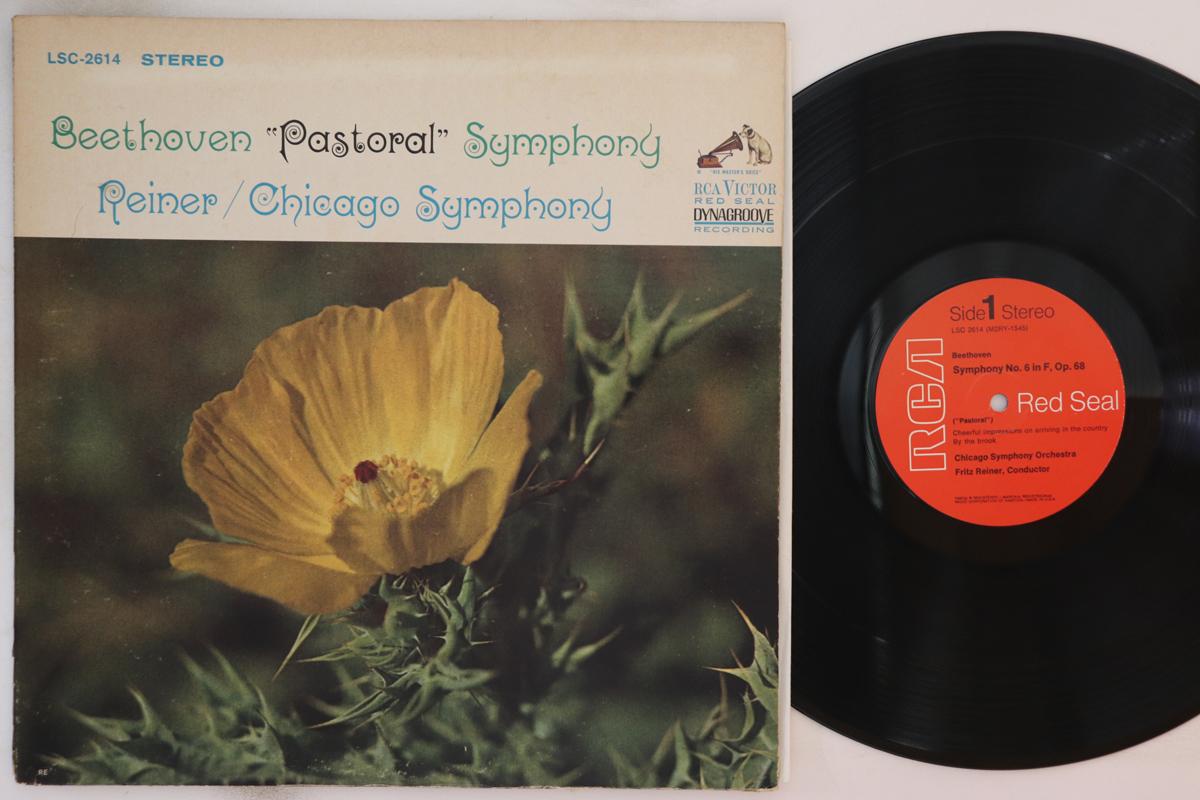 LSC-2614 STEREO
Beethoven “Pastoral” Symphony
Reiner/Chicago Symphony
"HIS MASTER'S VOICE"
RCA VICTOR
RED SEAL
DYNAGROOVE
RECORDING
RE
Side 1 Stereo
LSC 2614 (M2RY-1545)
Beethoven
Symphony No. 6 in F, Op. 68
RCA
Red Seal
("Pastoral")
Cheerful impressions on arriving in the country
By the brook
Chicago Symphony Orchestra
Fritz Reiner, Conductor